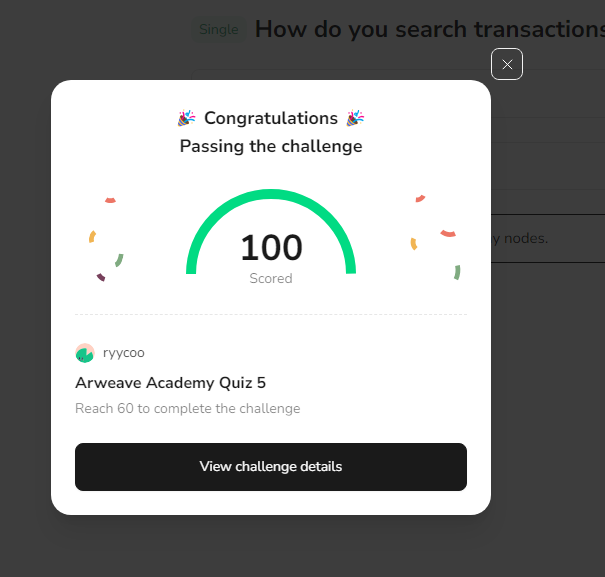 Single How do you search transactions
Congratulations
Passing the challenge
y nodes.
100
Scored
ryycoo
Arweave Academy Quiz 5
Reach 60 to complete the challenge
View challenge details